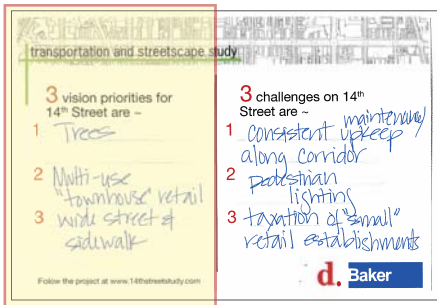 transportation and streetscape study
3 vision priorities for
14th Street are ~
1 Trees
2 Multi-use
"townhouse" retail
3 wide street &
sidewalk
Follow the project at www.14thstreetstudy.com
3 challenges on 14th
Street are ~
maintenance/
1 consistent upkeep
along corridor
2 pedestrian
lighting
3 taxation of "small"
retail establishments
d. Baker